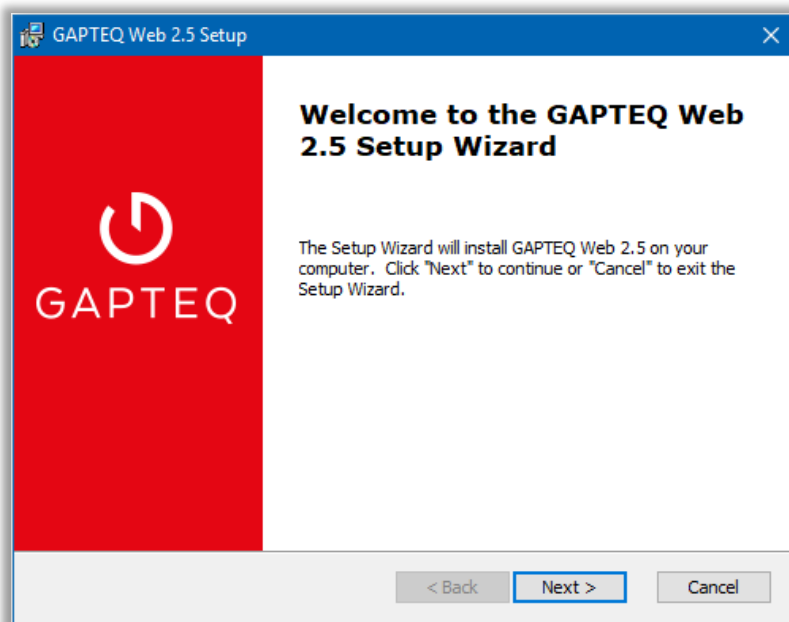 GAPTEQ Web 2.5 Setup
Welcome to the GAPTEQ Web
2.5 Setup Wizard
GAPTEQ
The Setup Wizard will install GAPTEQ Web 2.5 on your
computer. Click "Next" to continue or "Cancel" to exit the
Setup Wizard.
< Back
Next >
Cancel